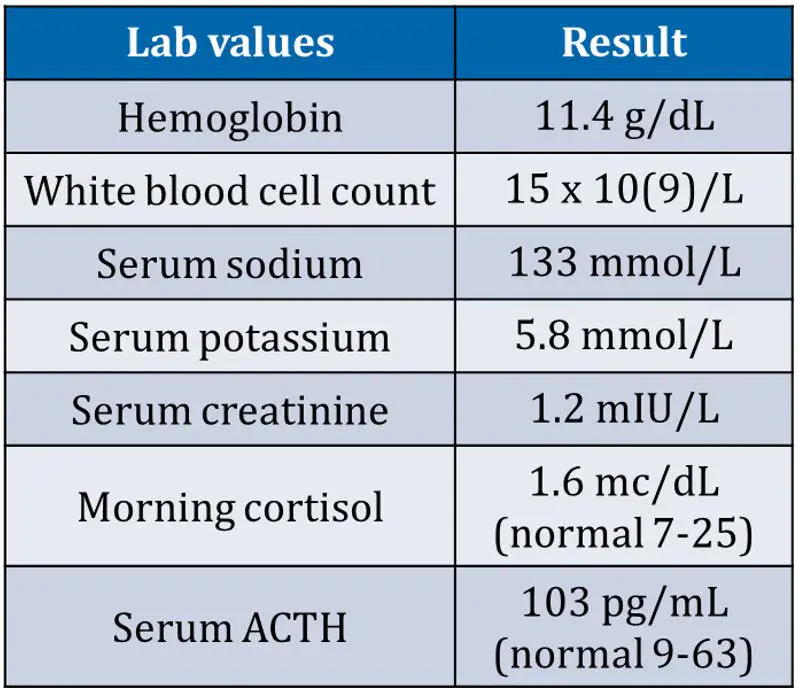 Lab values Result
Hemoglobin 11.4 g/dL
White blood cell count 15 x 10(9)/L
Serum sodium 133 mmol/L
Serum potassium 5.8 mmol/L
Serum creatinine 1.2 mIU/L
Morning cortisol 1.6 mc/dL
(normal 7-25)
Serum ACTH 103 pg/mL
(normal 9-63)